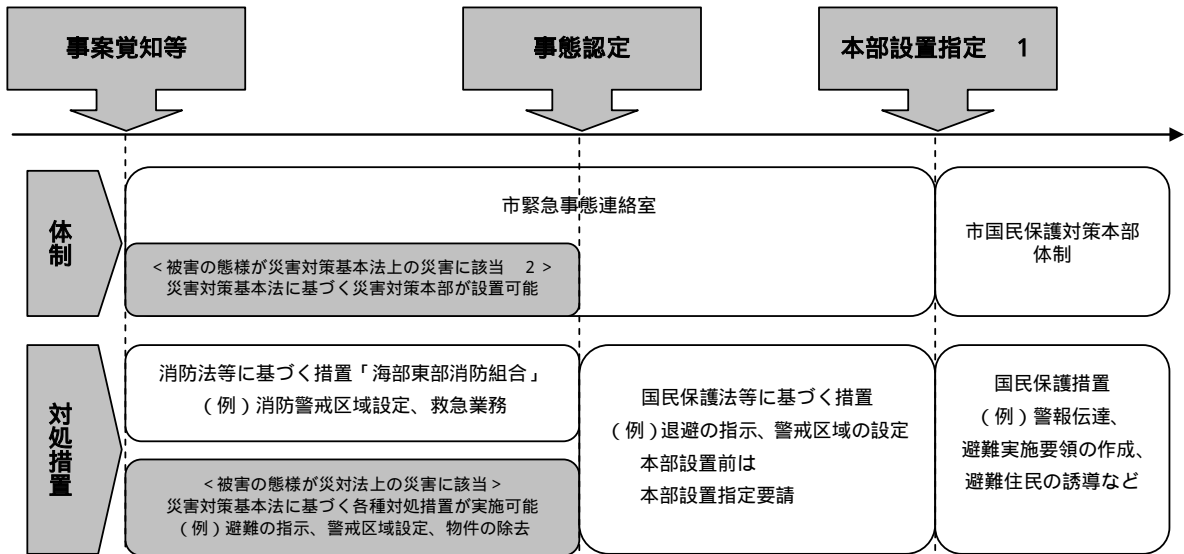 事案覚知等
事態認定
本部設置指定 1
体制
市緊急事態連絡室
<被害の態様が災害対策基本法上の災害に該当 2>
災害対策基本法に基づく災害対策本部が設置可能
市国民保護対策本部
体制
対処措置
消防法等に基づく措置「海部東部消防組合」
(例)消防警戒区域設定、救急業務
<被害の態様が災対法上の災害に該当>
災害対策基本法に基づく各種対処措置が実施可能
(例)避難の指示、警戒区域設定、物件の除去
国民保護法等に基づく措置
(例)退避の指示、警戒区域の設定
本部設置前は
本部設置指定要請
国民保護措置
(例)警報伝達、
避難実施要領の作成、
避難住民の誘導など